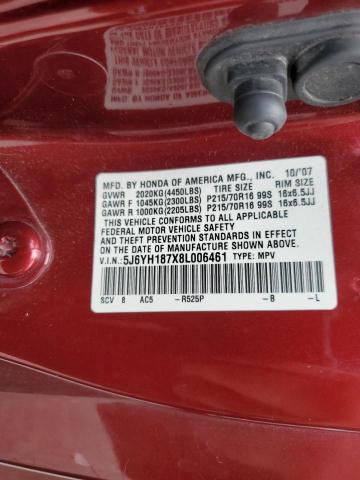 MFD. BY HONDA OF AMERICA MFG., INC. 10/'07
GVWR 2020KG(4450LBS) TIRE SIZE RIM SIZE
GAWR F 1045KG(2300LBS) P215/70R16 99S 16x6.5JJ
GAWR R 1000KG(2205LBS) P215/70R16 99S 16x6.5JJ
THIS VEHICLE CONFORMS TO ALL APPLICABLE
FEDERAL MOTOR VEHICLE SAFETY STANDARDS IN EFFECT
ON THE DATE OF MANUFACTURE SHOWN ABOVE.
V.I.N.: 5J6YH187X8L006461 TYPE: MPV
SCV 8 AC5 -R525P -B -L